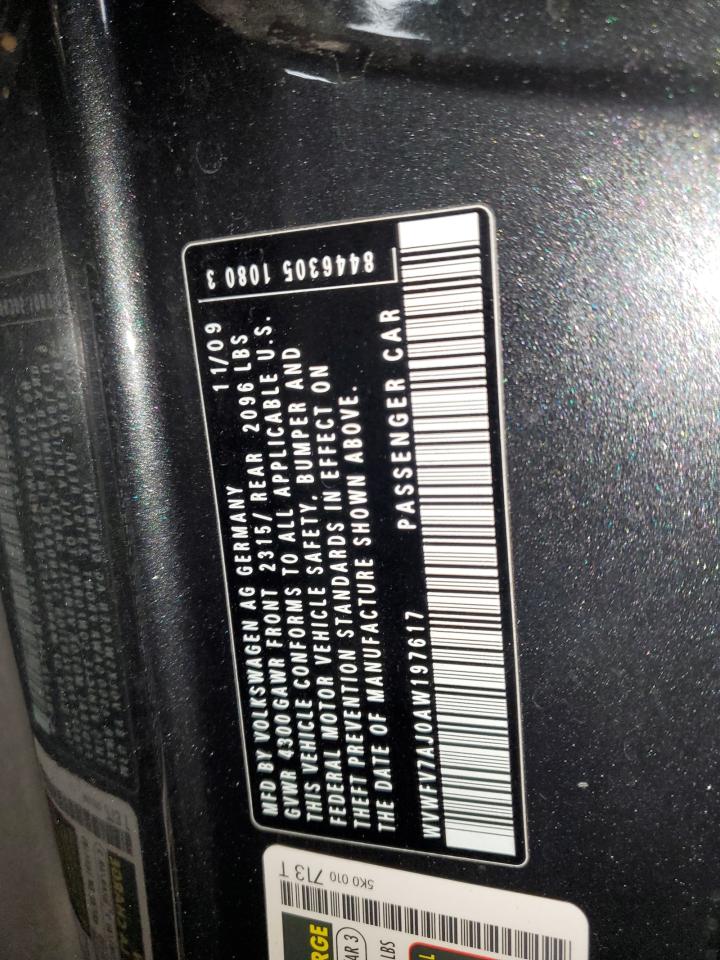 MFD BY VOLKSWAGEN AG GERMANY 11/09
GVWR 4300 GAWR FRONT 2315/ REAR 2096 LBS
THIS VEHICLE CONFORMS TO ALL APPLICABLE U.S.
FEDERAL MOTOR VEHICLE SAFETY, BUMPER AND
THEFT PREVENTION STANDARDS IN EFFECT ON
THE DATE OF MANUFACTURE SHOWN ABOVE.
PASSENGER CAR
WVWFV7AJ0AW197617
8446305 1080 3
5K0 010 713 T
LBS